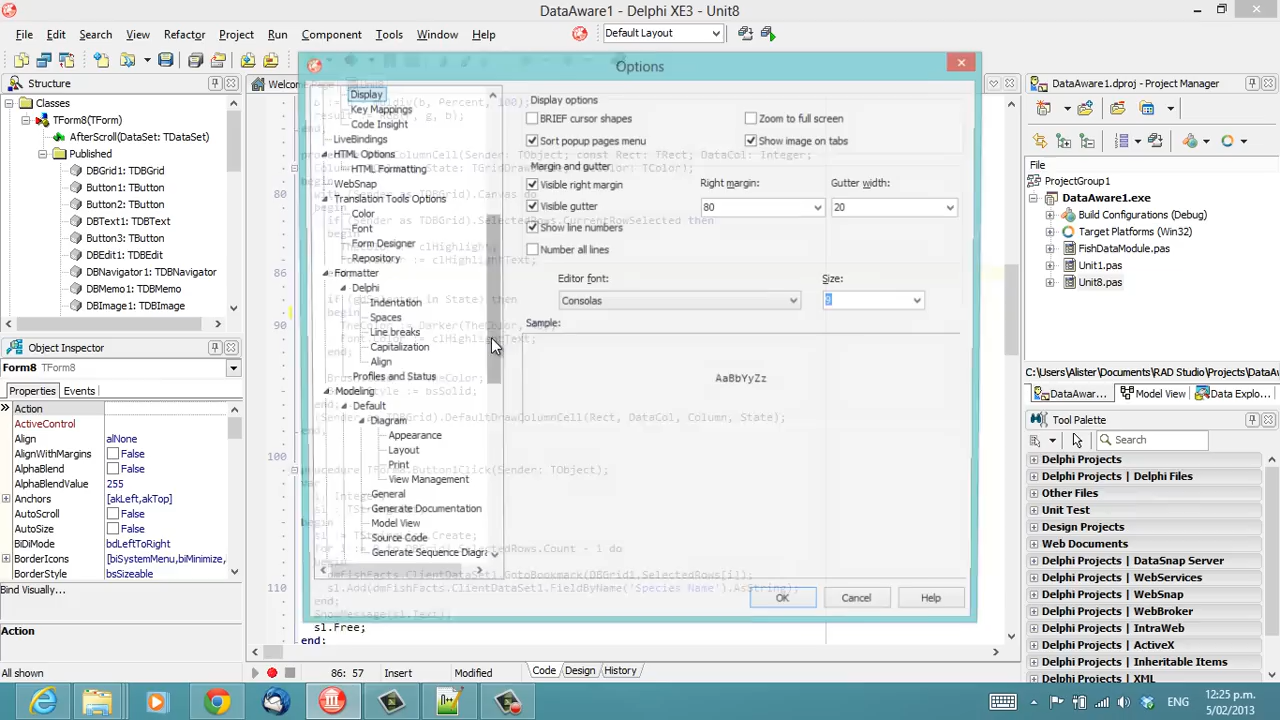 DataAware1 - Delphi XE3 - Unit8
File Edit Search View Refactor Project Run Component Tools Window Help
Default Layout
Structure
Classes
TForm8(TForm)
AfterScroll(DataSet: TDataSet)
Published
DBGrid1: TDBGrid
Button1: TButton
Button2: TButton
DBText1: TDBText
Button3: TButton
DBEdit1: TDBEdit
DBNavigator1: TDBNavigator
DBMemo1: TDBMemo
DBImage1: TDBImage
Object Inspector
Form8 TForm8
Properties Events
Action
ActiveControl
Align alNone
AlignWithMargins False
AlphaBlend False
AlphaBlendValue 255
Anchors [akLeft,akTop]
AutoScroll False
AutoSize False
BiDiMode bdLeftToRight
BorderIcons [biSystemMenu,biMinimize,
BorderStyle bsSizeable
Bind Visually...
Action
All shown
Welcome
80
86
90
100
110
Options
Display
Key Mappings
Code Insight
LiveBindings
HTML Options
HTML Formatting
WebSnap
Translation Tools Options
Color
Font
Form Designer
Repository
Formatter
Delphi
Indentation
Spaces
Line breaks
Capitalization
Align
Profiles and Status
Modeling
Default
Diagram
Appearance
Layout
Print
View Management
General
Generate Documentation
Model View
Source Code
Generate Sequence Diagr
Display options
BRIEF cursor shapes
Zoom to full screen
Sort popup pages menu
Show image on tabs
Margin and gutter
Visible right margin
Right margin:
Gutter width:
Visible gutter
80
20
Show line numbers
Number all lines
Editor font:
Size:
Consolas
9
Sample:
AaBbYyZz
OK
Cancel
Help
sl.Free;
end;
86: 57
Insert
Modified
Code Design History
DataAware1.dproj - Project Manager
File
ProjectGroup1
DataAware1.exe
Build Configurations (Debug)
Target Platforms (Win32)
FishDataModule.pas
Unit1.pas
Unit8.pas
C:\Users\Alister\Documents\RAD Studio\Projects\DataA
DataAwar...
Model View
Data Explo...
Tool Palette
Search
Delphi Projects
Delphi Projects | Delphi Files
Other Files
Unit Test
Design Projects
Web Documents
Delphi Projects | DataSnap Server
Delphi Projects | WebServices
Delphi Projects | WebSnap
Delphi Projects | WebBroker
Delphi Projects | IntraWeb
Delphi Projects | ActiveX
Delphi Projects | Inheritable Items
Delphi Projects | XML
ENG
12:25 p.m.
5/02/2013